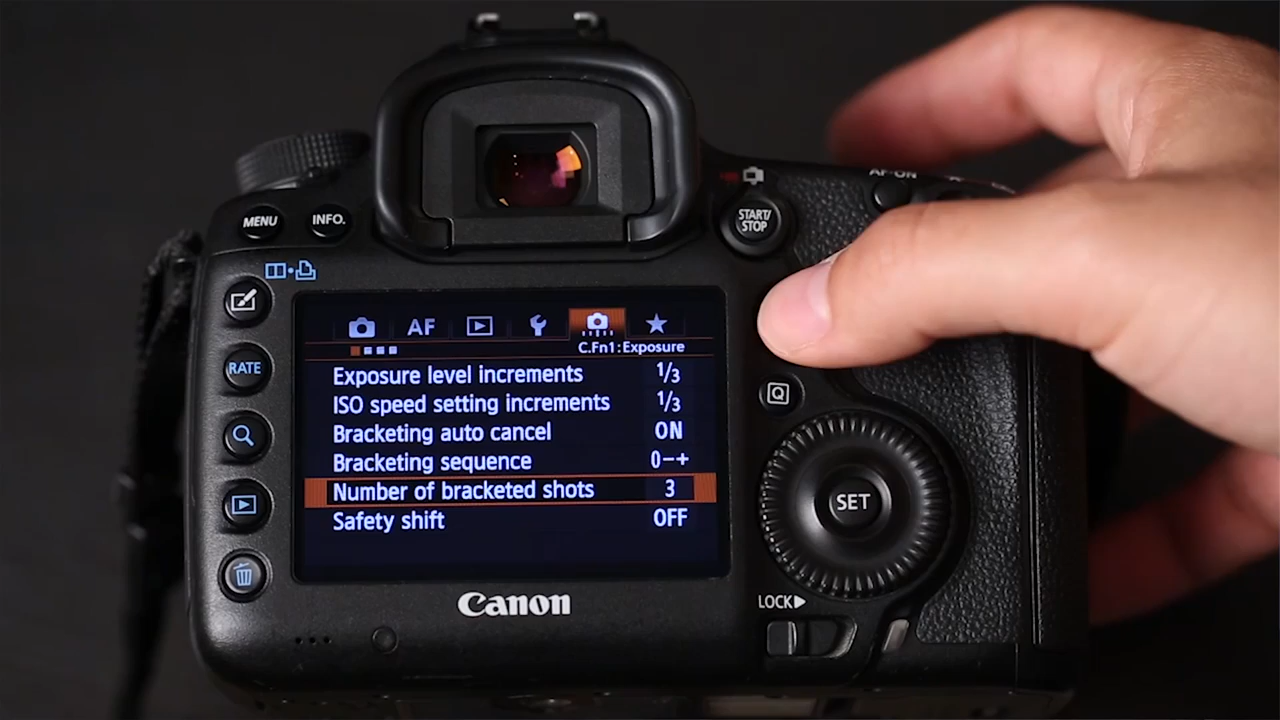 AF-ON
MENU
INFO.
START/
STOP
AF
C.Fn1:Exposure
Exposure level increments 1/3
RATE
ISO speed setting increments 1/3
Q
Bracketing auto cancel ON
Bracketing sequence 0−+
Number of bracketed shots 3
SET
Safety shift OFF
Canon
LOCK▶